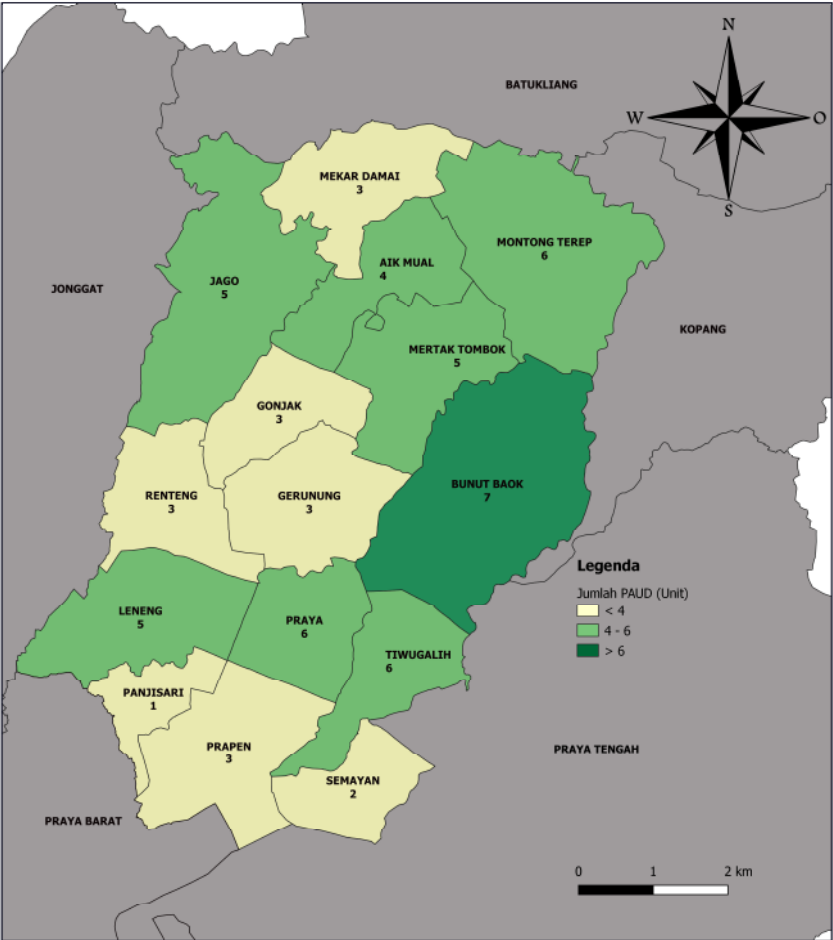 N
BATUKLIANG
W
O
S
MEKAR DAMAI
3
MONTONG TEREP
6
AIK MUAL
4
JAGO
5
JONGGAT
KOPANG
MERTAK TOMBOK
5
GONJAK
3
BUNUT BAOK
7
RENTENG
3
GERUNUNG
3
Legenda
Jumlah PAUD (Unit)
< 4
4 - 6
> 6
LENENG
5
PRAYA
6
TIWUGALIH
6
PANJISARI
1
PRAPEN
3
PRAYA TENGAH
SEMAYAN
2
PRAYA BARAT
0 1 2 km